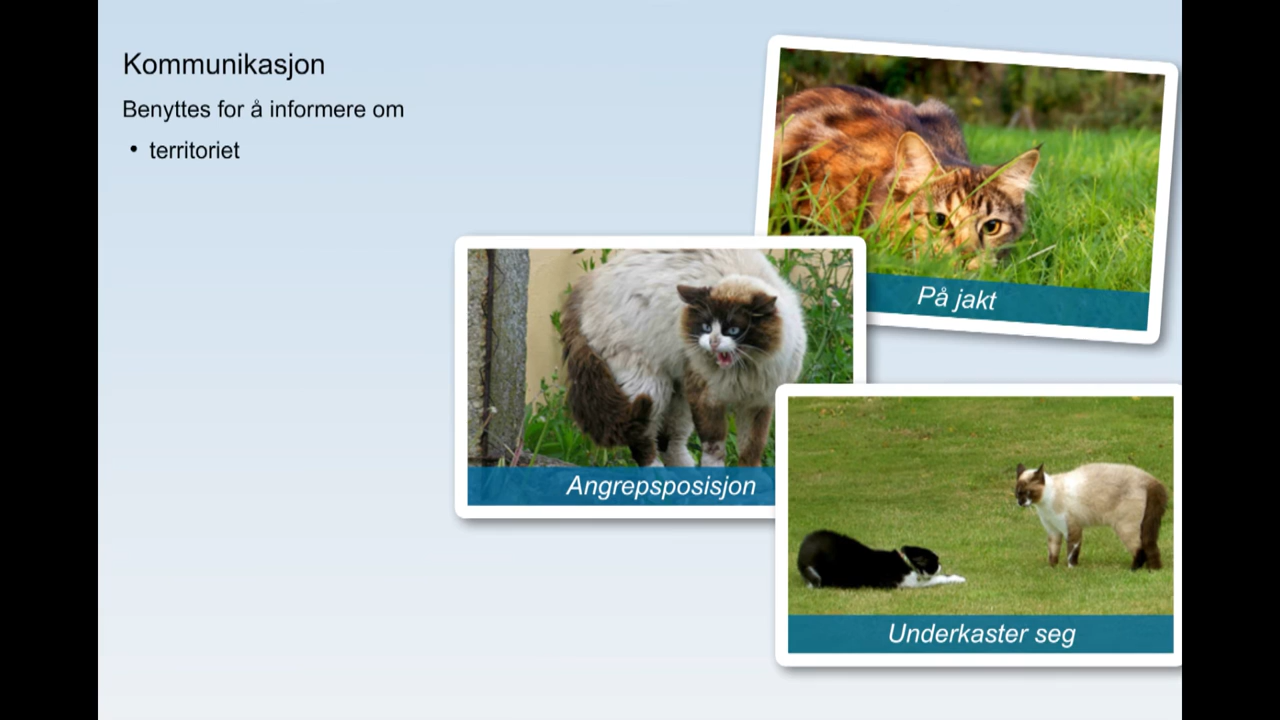 Kommunikasjon
Benyttes for å informere om
• territoriet
På jakt
Angrepsposisjon
Underkaster seg